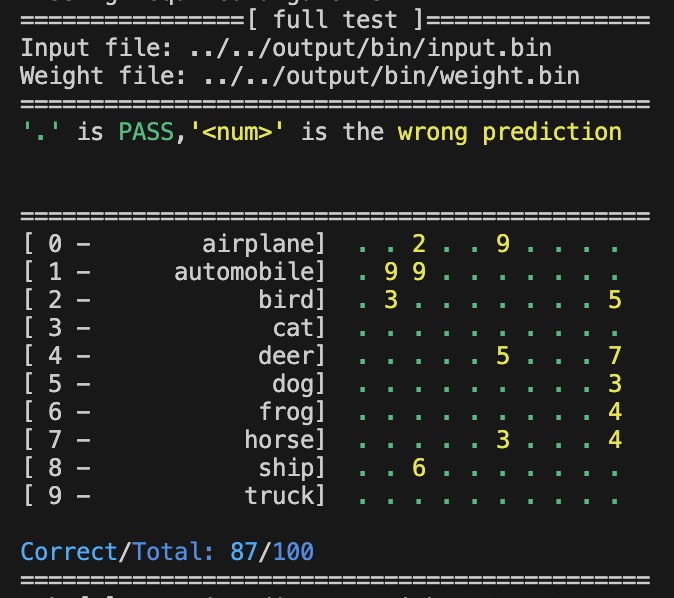 ================[ full test ]================
Input file: ../../output/bin/input.bin
Weight file: ../../output/bin/weight.bin
=============================================
'.' is PASS,'<num>' is the wrong prediction
=============================================
[ 0 -        airplane]  . . 2 . . 9 . . . .
[ 1 -      automobile]  . 9 9 . . . . . . .
[ 2 -            bird]  . 3 . . . . . . . 5
[ 3 -             cat]  . . . . . . . . . .
[ 4 -            deer]  . . . . . 5 . . . 7
[ 5 -             dog]  . . . . . . . . . 3
[ 6 -            frog]  . . . . . . . . . 4
[ 7 -           horse]  . . . . . 3 . . . 4
[ 8 -            ship]  . . 6 . . . . . . .
[ 9 -           truck]  . . . . . . . . . .
Correct/Total: 87/100
=============================================